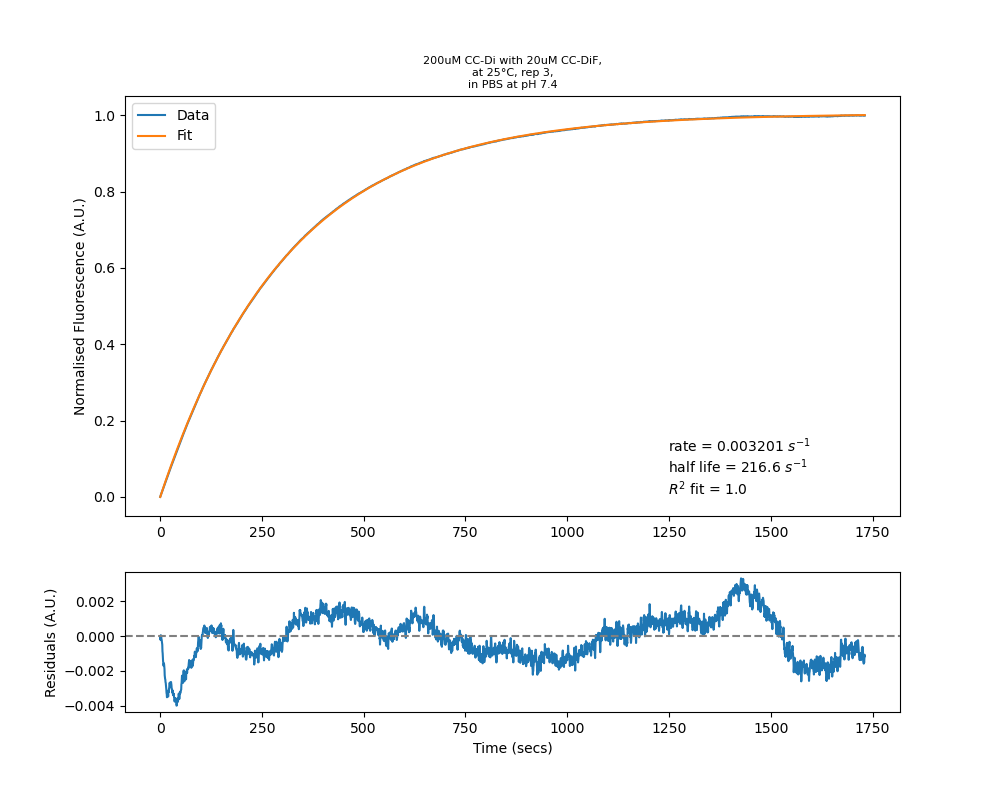 200uM CC-Di with 20uM CC-DiF,
at 25°C, rep 3,
in PBS at pH 7.4
Data
Fit
Normalised Fluorescence (A.U.)
1.0
0.8
0.6
0.4
0.2
0.0
rate = 0.003201 s⁻¹
half life = 216.6 s⁻¹
R² fit = 1.0
0 250 500 750 1000 1250 1500 1750
Residuals (A.U.)
0.002
0.000
−0.002
−0.004
0 250 500 750 1000 1250 1500 1750
Time (secs)